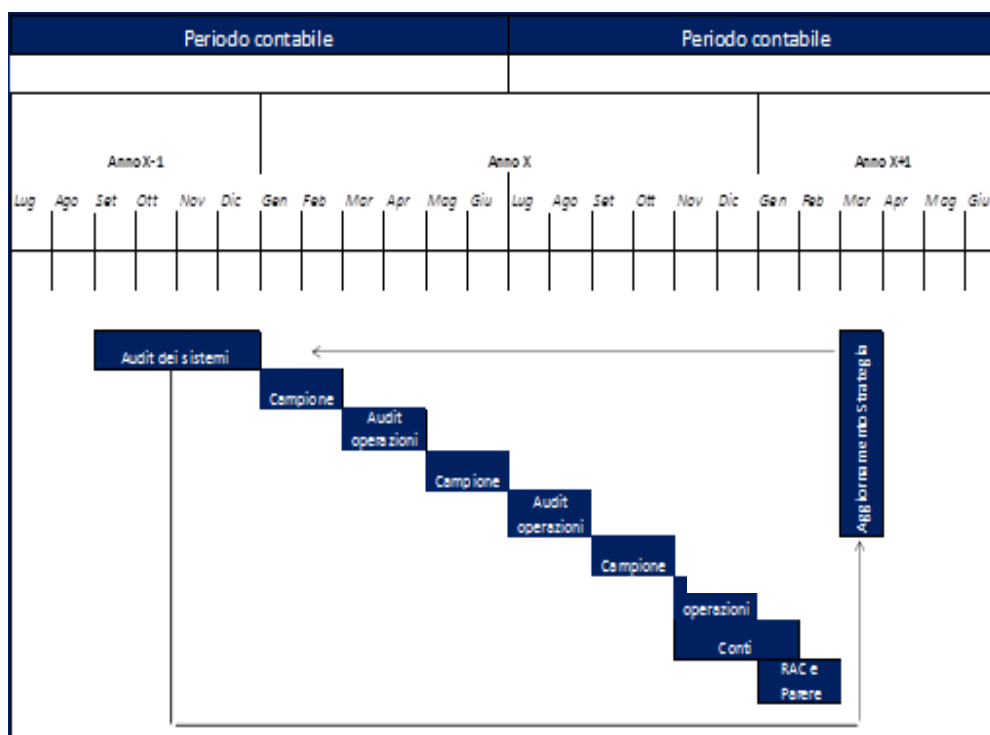 Periodo contabile Periodo contabile
Anno X-1 Anno X Anno X+1
Lug Ago Set Ott Nov Dic Gen Feb Mar Apr Mag Giu Lug Ago Set Ott Nov Dic Gen Feb Mar Apr Mag Giu
Audit dei sistemi
Campione
Audit
operazioni
Campione
Audit
operazioni
Campione
operazioni
Conti
RAC e
Parere
Aggiornamento Strategia